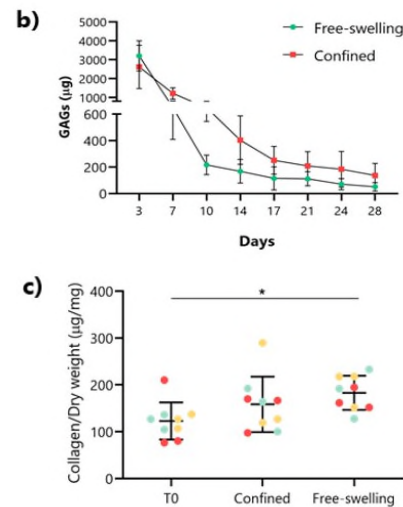 b)
Free-swelling
Confined
5000
4000
3000
2000
1000
600
400
200
0
GAGs (µg)
3 7 10 14 17 21 24 28
Days
c)
*
400
300
200
100
0
Collagen/Dry weight (µg/mg)
T0 Confined Free-swelling